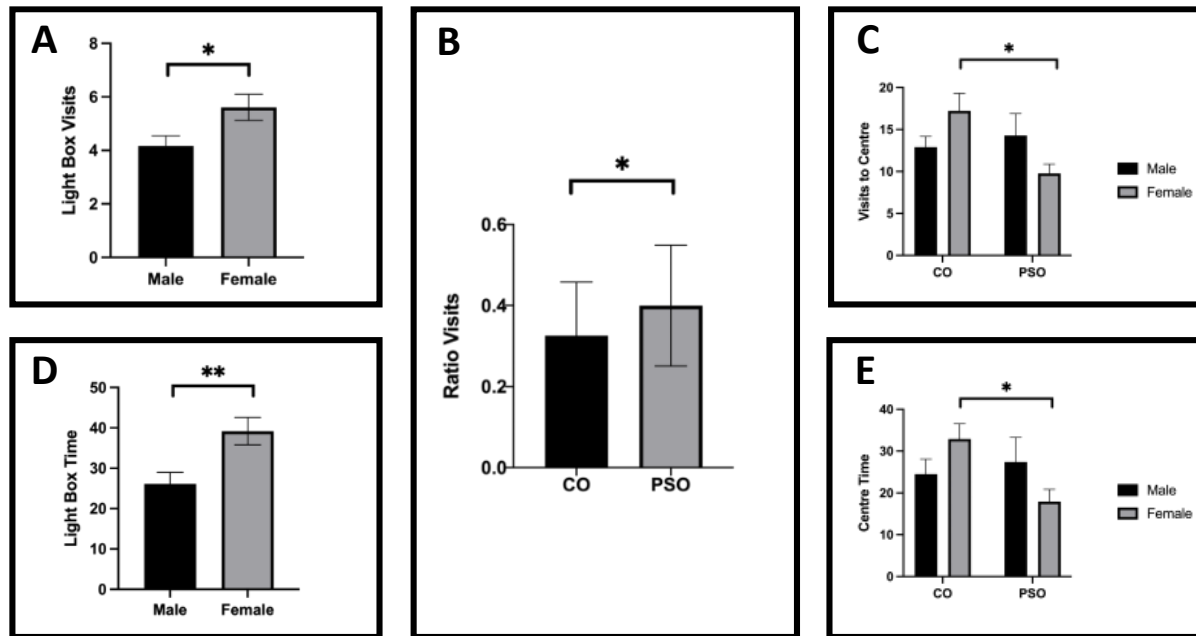 A
*
Light Box Visits
8
6
4
2
0
Male Female
B
*
Ratio Visits
0.6
0.4
0.2
0.0
CO PSO
C
*
Visits to Centre
20
15
10
5
0
CO PSO
Male
Female
D
**
Light Box Time
50
40
30
20
10
0
Male Female
E
*
Centre Time
40
30
20
10
0
CO PSO
Male
Female